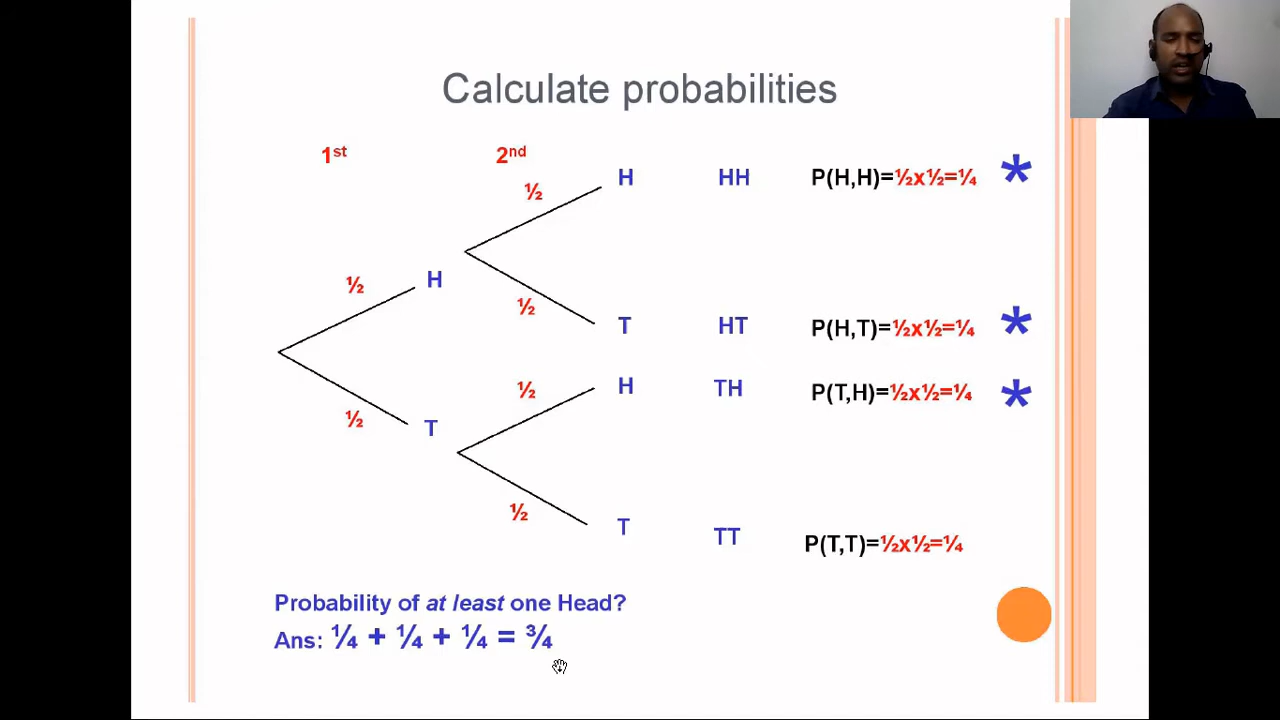 Calculate probabilities
1st 2nd
½ H HH P(H,H)=½x½=¼ *
½ H
½ T HT P(H,T)=½x½=¼ *
½ H TH P(T,H)=½x½=¼ *
½ T
½ T TT P(T,T)=½x½=¼
Probability of at least one Head?
Ans: ¼ + ¼ + ¼ = ¾